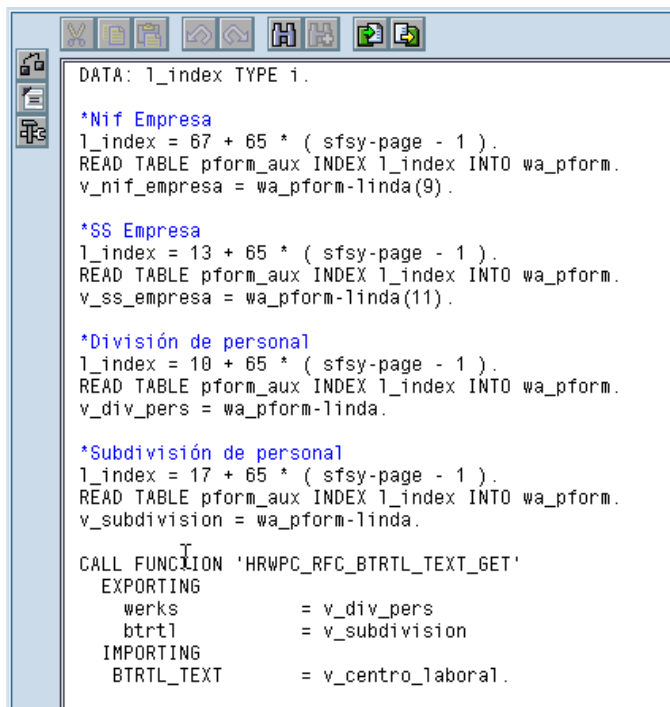 DATA: l_index TYPE i.
*Nif Empresa
l_index = 67 + 65 * ( sfsy-page - 1 ).
READ TABLE pform_aux INDEX l_index INTO wa_pform.
v_nif_empresa = wa_pform-linda(9).
*SS Empresa
l_index = 13 + 65 * ( sfsy-page - 1 ).
READ TABLE pform_aux INDEX l_index INTO wa_pform.
v_ss_empresa = wa_pform-linda(11).
*División de personal
l_index = 10 + 65 * ( sfsy-page - 1 ).
READ TABLE pform_aux INDEX l_index INTO wa_pform.
v_div_pers = wa_pform-linda.
*Subdivisión de personal
l_index = 17 + 65 * ( sfsy-page - 1 ).
READ TABLE pform_aux INDEX l_index INTO wa_pform.
v_subdivision = wa_pform-linda.
CALL FUNCTION 'HRWPC_RFC_BTRTL_TEXT_GET'
EXPORTING
werks = v_div_pers
btrtl = v_subdivision
IMPORTING
BTRTL_TEXT = v_centro_laboral.